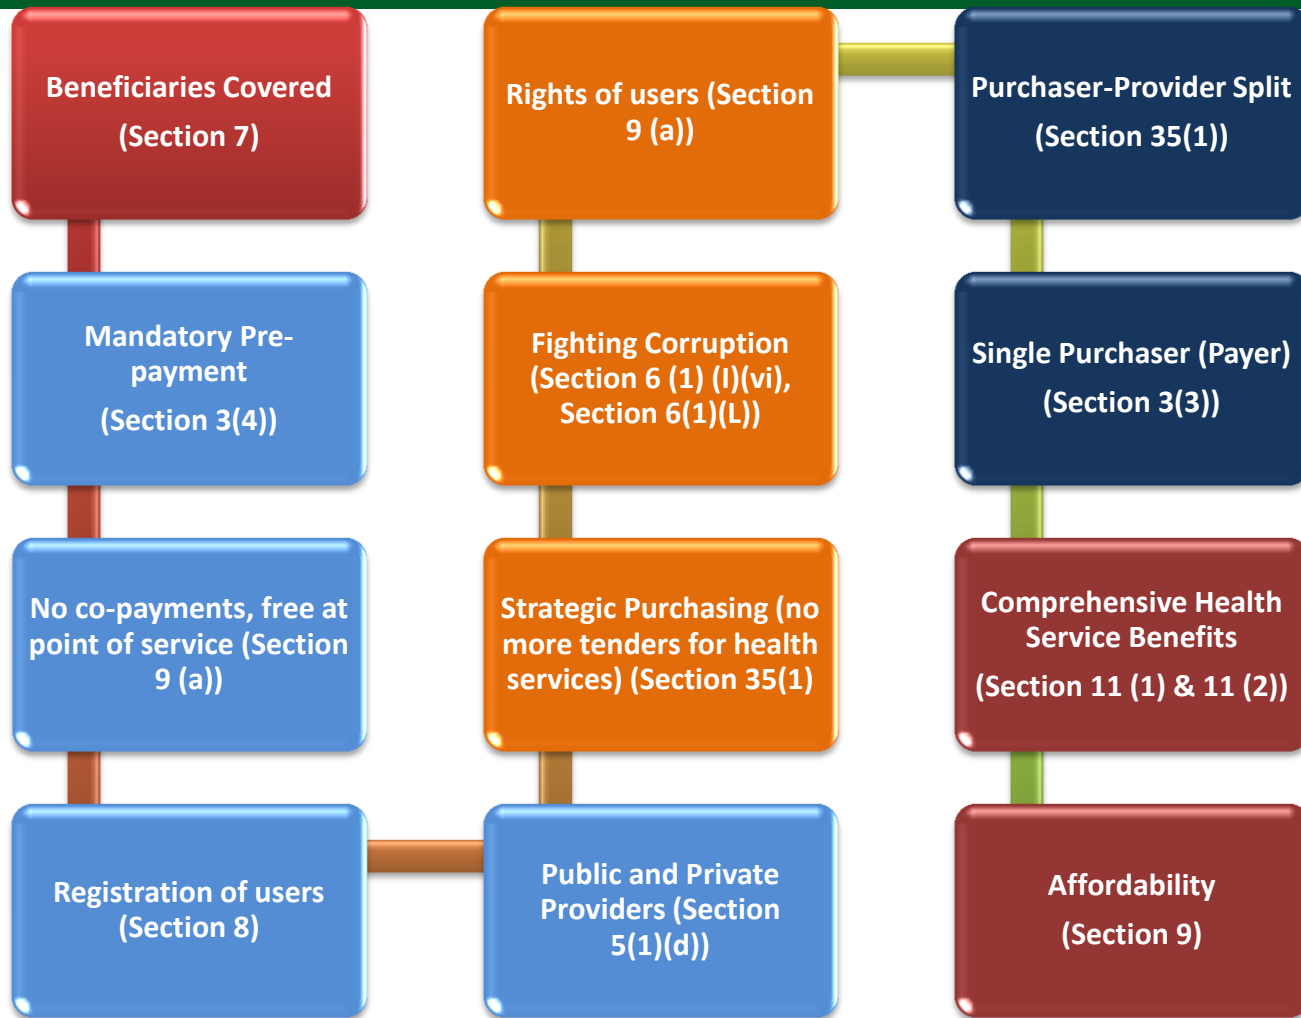 Beneficiaries Covered
(Section 7)
Mandatory Pre-
payment
(Section 3(4))
No co-payments, free at
point of service (Section
9 (a))
Registration of users
(Section 8)
Public and Private
Providers (Section
5(1)(d))
Strategic Purchasing (no
more tenders for health
services) (Section 35(1)
Fighting Corruption
(Section 6 (1) (I)(vi),
Section 6(1)(L))
Rights of users (Section
9 (a))
Purchaser-Provider Split
(Section 35(1))
Single Purchaser (Payer)
(Section 3(3))
Comprehensive Health
Service Benefits
(Section 11 (1) & 11 (2))
Affordability
(Section 9)